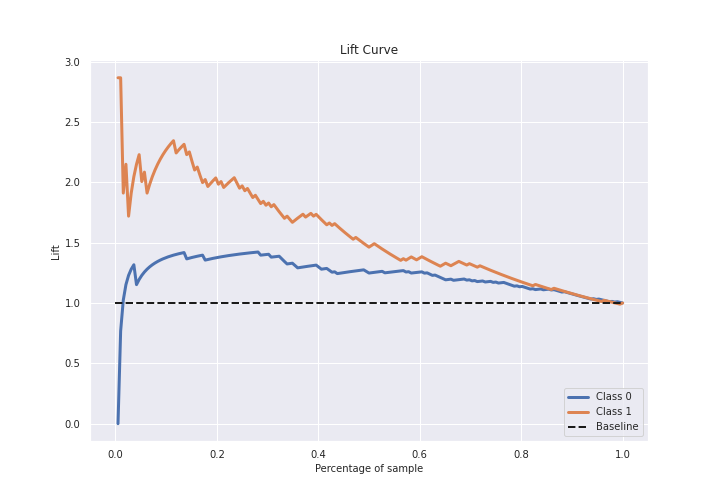 Lift Curve
3.0
2.5
2.0
1.5
1.0
0.5
0.0
Lift
0.0 0.2 0.4 0.6 0.8 1.0
Percentage of sample
Class 0
Class 1
Baseline